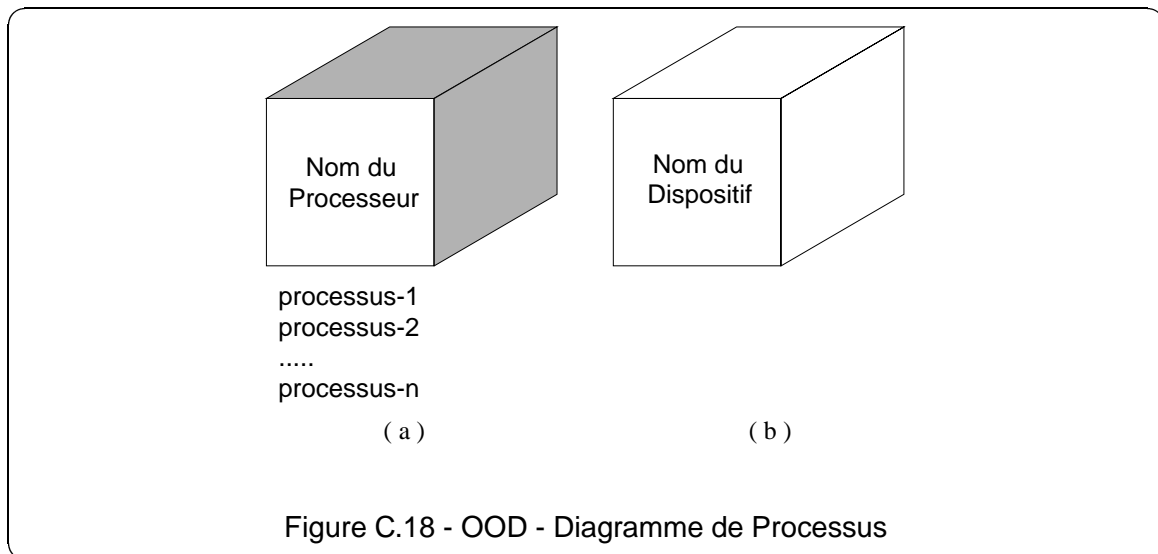 Nom du
Processeur
Nom du
Dispositif
processus-1
processus-2
.....
processus-n
( a )
( b )
Figure C.18 - OOD - Diagramme de Processus